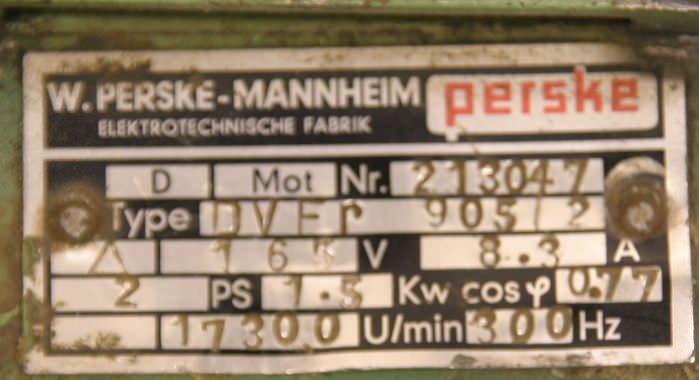 W. PERSKE-MANNHEIM perske
ELEKTROTECHNISCHE FABRIK
D Mot Nr. 213047
Type 905/2
Δ V 8.3 A
2 PS 1.5 Kw cos φ 0.77
17300 U/min 300 Hz